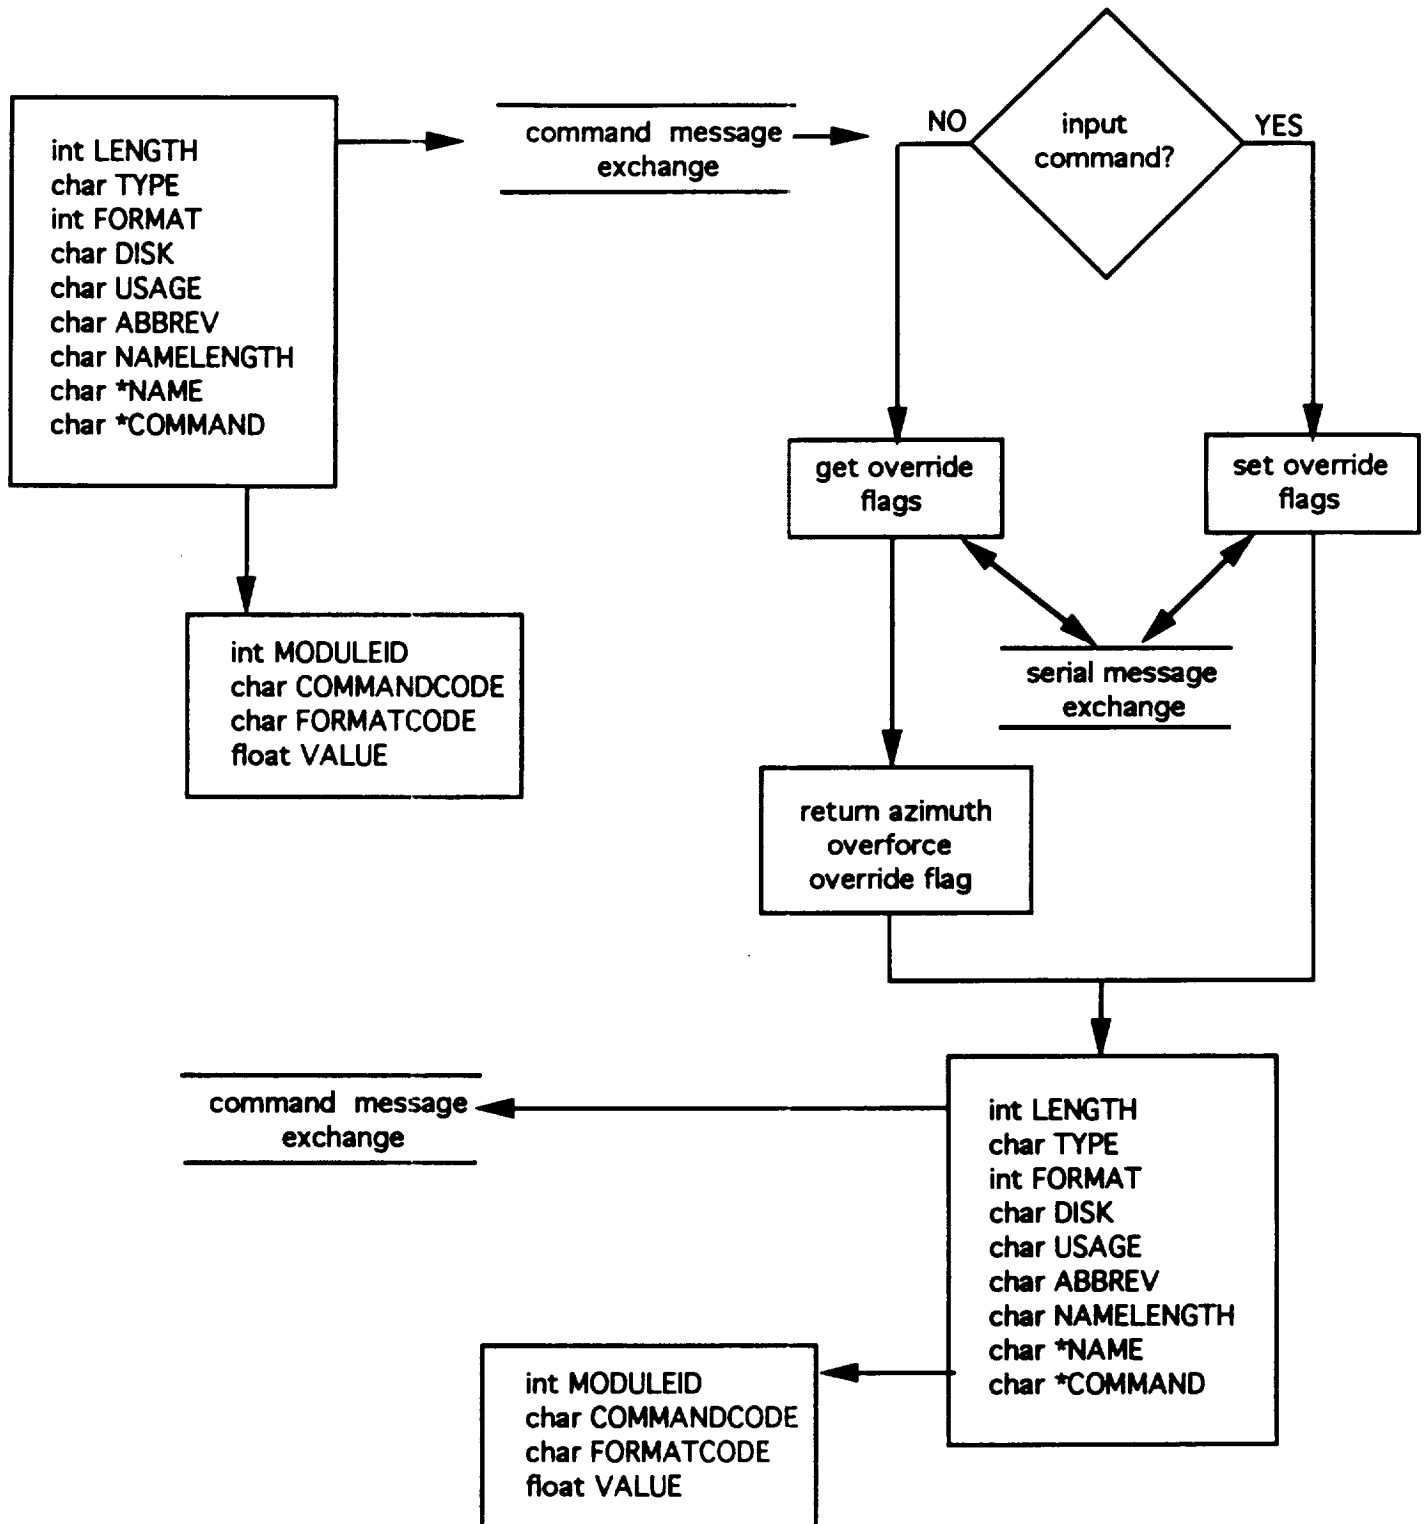 int LENGTH
char TYPE
int FORMAT
char DISK
char USAGE
char ABBREV
char NAMELENGTH
char *NAME
char *COMMAND
command message
exchange
NO
input
command?
YES
get override
flags
set override
flags
int MODULEID
char COMMANDCODE
char FORMATCODE
float VALUE
serial message
exchange
return azimuth
overforce
override flag
command message
exchange
int LENGTH
char TYPE
int FORMAT
char DISK
char USAGE
char ABBREV
char NAMELENGTH
char *NAME
char *COMMAND
int MODULEID
char COMMANDCODE
char FORMATCODE
float VALUE